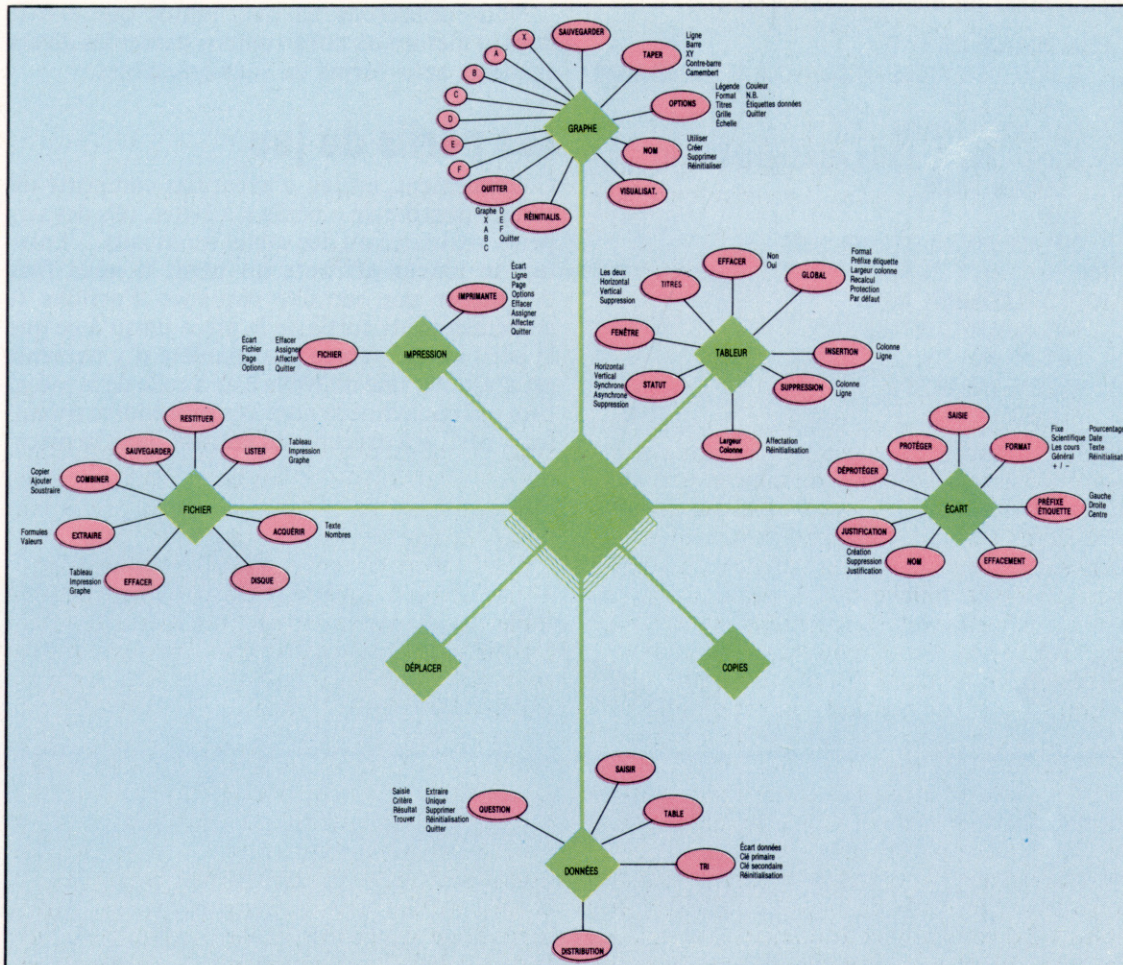 SAUVEGARDER
X
A
B
C
D
E
F
GRAPHE
TAPER
Ligne
Barre
XY
Contre-barre
Camembert
OPTIONS
Légende
Format
Titres
Grille
Échelle
Couleur
N.B.
Étiquettes données
Quitter
NOM
Utiliser
Créer
Supprimer
Réinitialiser
VISUALISAT.
RÉINITIALIS.
QUITTER
Graphe D
X E
A F
B Quitter
C
IMPRIMANTE
Écart
Ligne
Page
Options
Effacer
Assigner
Affecter
Quitter
IMPRESSION
FICHIER
Écart
Fichier
Page
Options
Effacer
Assigner
Affecter
Quitter
EFFACER
Non
Oui
TITRES
Les deux
Horizontal
Vertical
Suppression
GLOBAL
Formal
Préfixe étiquette
Largeur colonne
Recalcul
Protection
Par défaut
FENÊTRE
TABLEUR
INSERTION
Colonne
Ligne
STATUT
Horizontal
Vertical
Synchrone
Asynchrone
Suppression
SUPPRESSION
Colonne
Ligne
Largeur
Colonne
Affectation
Réinitialisation
RESTITUER
SAUVEGARDER
LISTER
Tableau
Impression
Graphe
COMBINER
Copier
Ajouter
Soustraire
FICHIER
EXTRAIRE
Formules
Valeurs
ACQUÉRIR
Texte
Nombres
EFFACER
Tableau
Impression
Graphe
DISQUE
SAISIE
PROTÉGER
FORMAT
Fixe
Scientifique
Les cours
Général
+ / -
Pourcentage
Date
Texte
Réinitialisé
DÉPROTÉGER
ÉCART
PRÉFIXE
ÉTIQUETTE
Gauche
Droite
Centre
JUSTIFICATION
Création
Suppression
Justification
NOM
EFFACEMENT
DÉPLACER
COPIES
SAISIR
QUESTION
Saisie
Critère
Résultat
Trouver
Extraire
Unique
Supprimer
Réinitialisation
Quitter
TABLE
DONNÉES
TRI
Écart données
Clé primaire
Clé secondaire
Réinitialisation
DISTRIBUTION